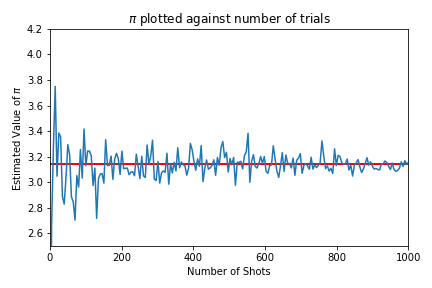 π plotted against number of trials
4.2
4.0
3.8
3.6
3.4
3.2
3.0
2.8
2.6
Estimated Value of π
0 200 400 600 800 1000
Number of Shots